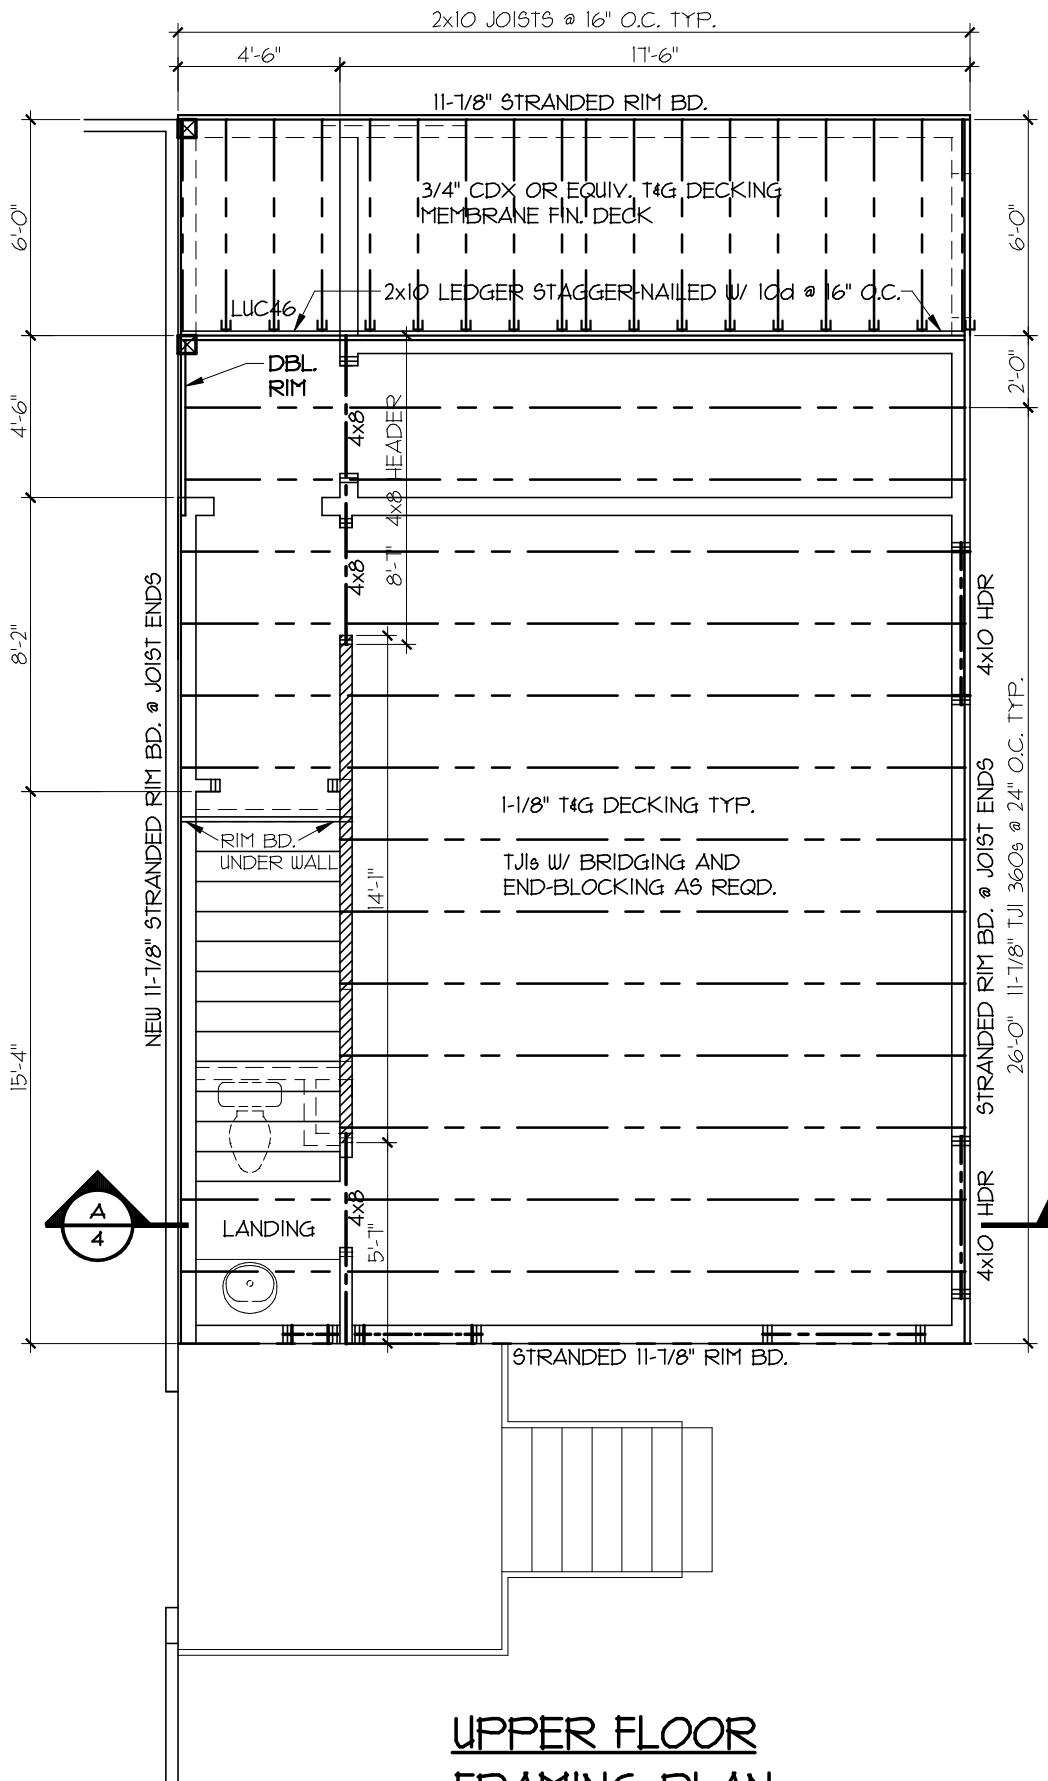 2x10 JOISTS @ 16" O.C. TYP.
4'-6"
17'-6"
11-7/8" STRANDED RIM BD.
6'-0"
6'-0"
3/4" CDX OR EQUIV. T&G DECKING
MEMBRANE FIN. DECK
2x10 LEDGER STAGGER-NAILED W/ 10d @ 16" O.C.
LUC46
DBL.
RIM
4'-6"
2'-0"
4x8
4x8 HEADER
8'-7"
4x8
4x10 HDR
8'-2"
NEW 11-7/8" STRANDED RIM BD. @ JOIST ENDS
1-1/8" T&G DECKING TYP.
RIM BD.
UNDER WALL
TJIs W/ BRIDGING AND
END-BLOCKING AS REQD.
14'-1"
STRANDED RIM BD. @ JOIST ENDS
26'-0" 11-7/8" TJI 360s @ 24" O.C. TYP.
15'-4"
A
4
LANDING
4x8
5'-7"
4x10 HDR
STRANDED 11-7/8" RIM BD.
UPPER FLOOR
FRAMING PLAN